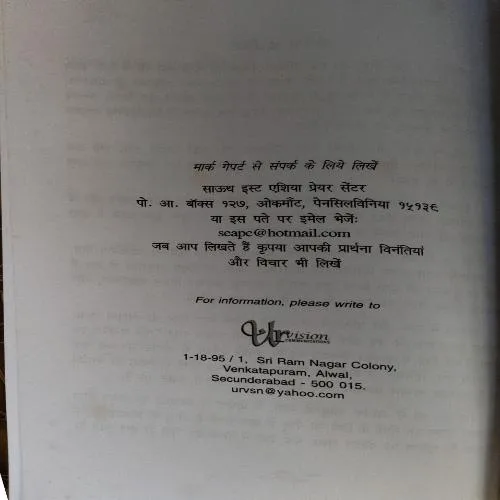 मार्क गेपर्ट से संपर्क के लिये लिखें
साऊथ इस्ट एशिया प्रेयर सेंटर
पो. आ. बॉक्स १२७, ओकमौंट, पेनसिलविनिया १५१३९
या इस पते पर इमेल भेजें:
seapc@hotmail.com
जब आप लिखते हैं कृपया आपकी प्रार्थना विनंतियां
और विचार भी लिखें
For information, please write to
Urvision
COMMUNICATIONS
1-18-95 / 1, Sri Ram Nagar Colony,
Venkatapuram, Alwal,
Secunderabad - 500 015.
urvsn@yahoo.com